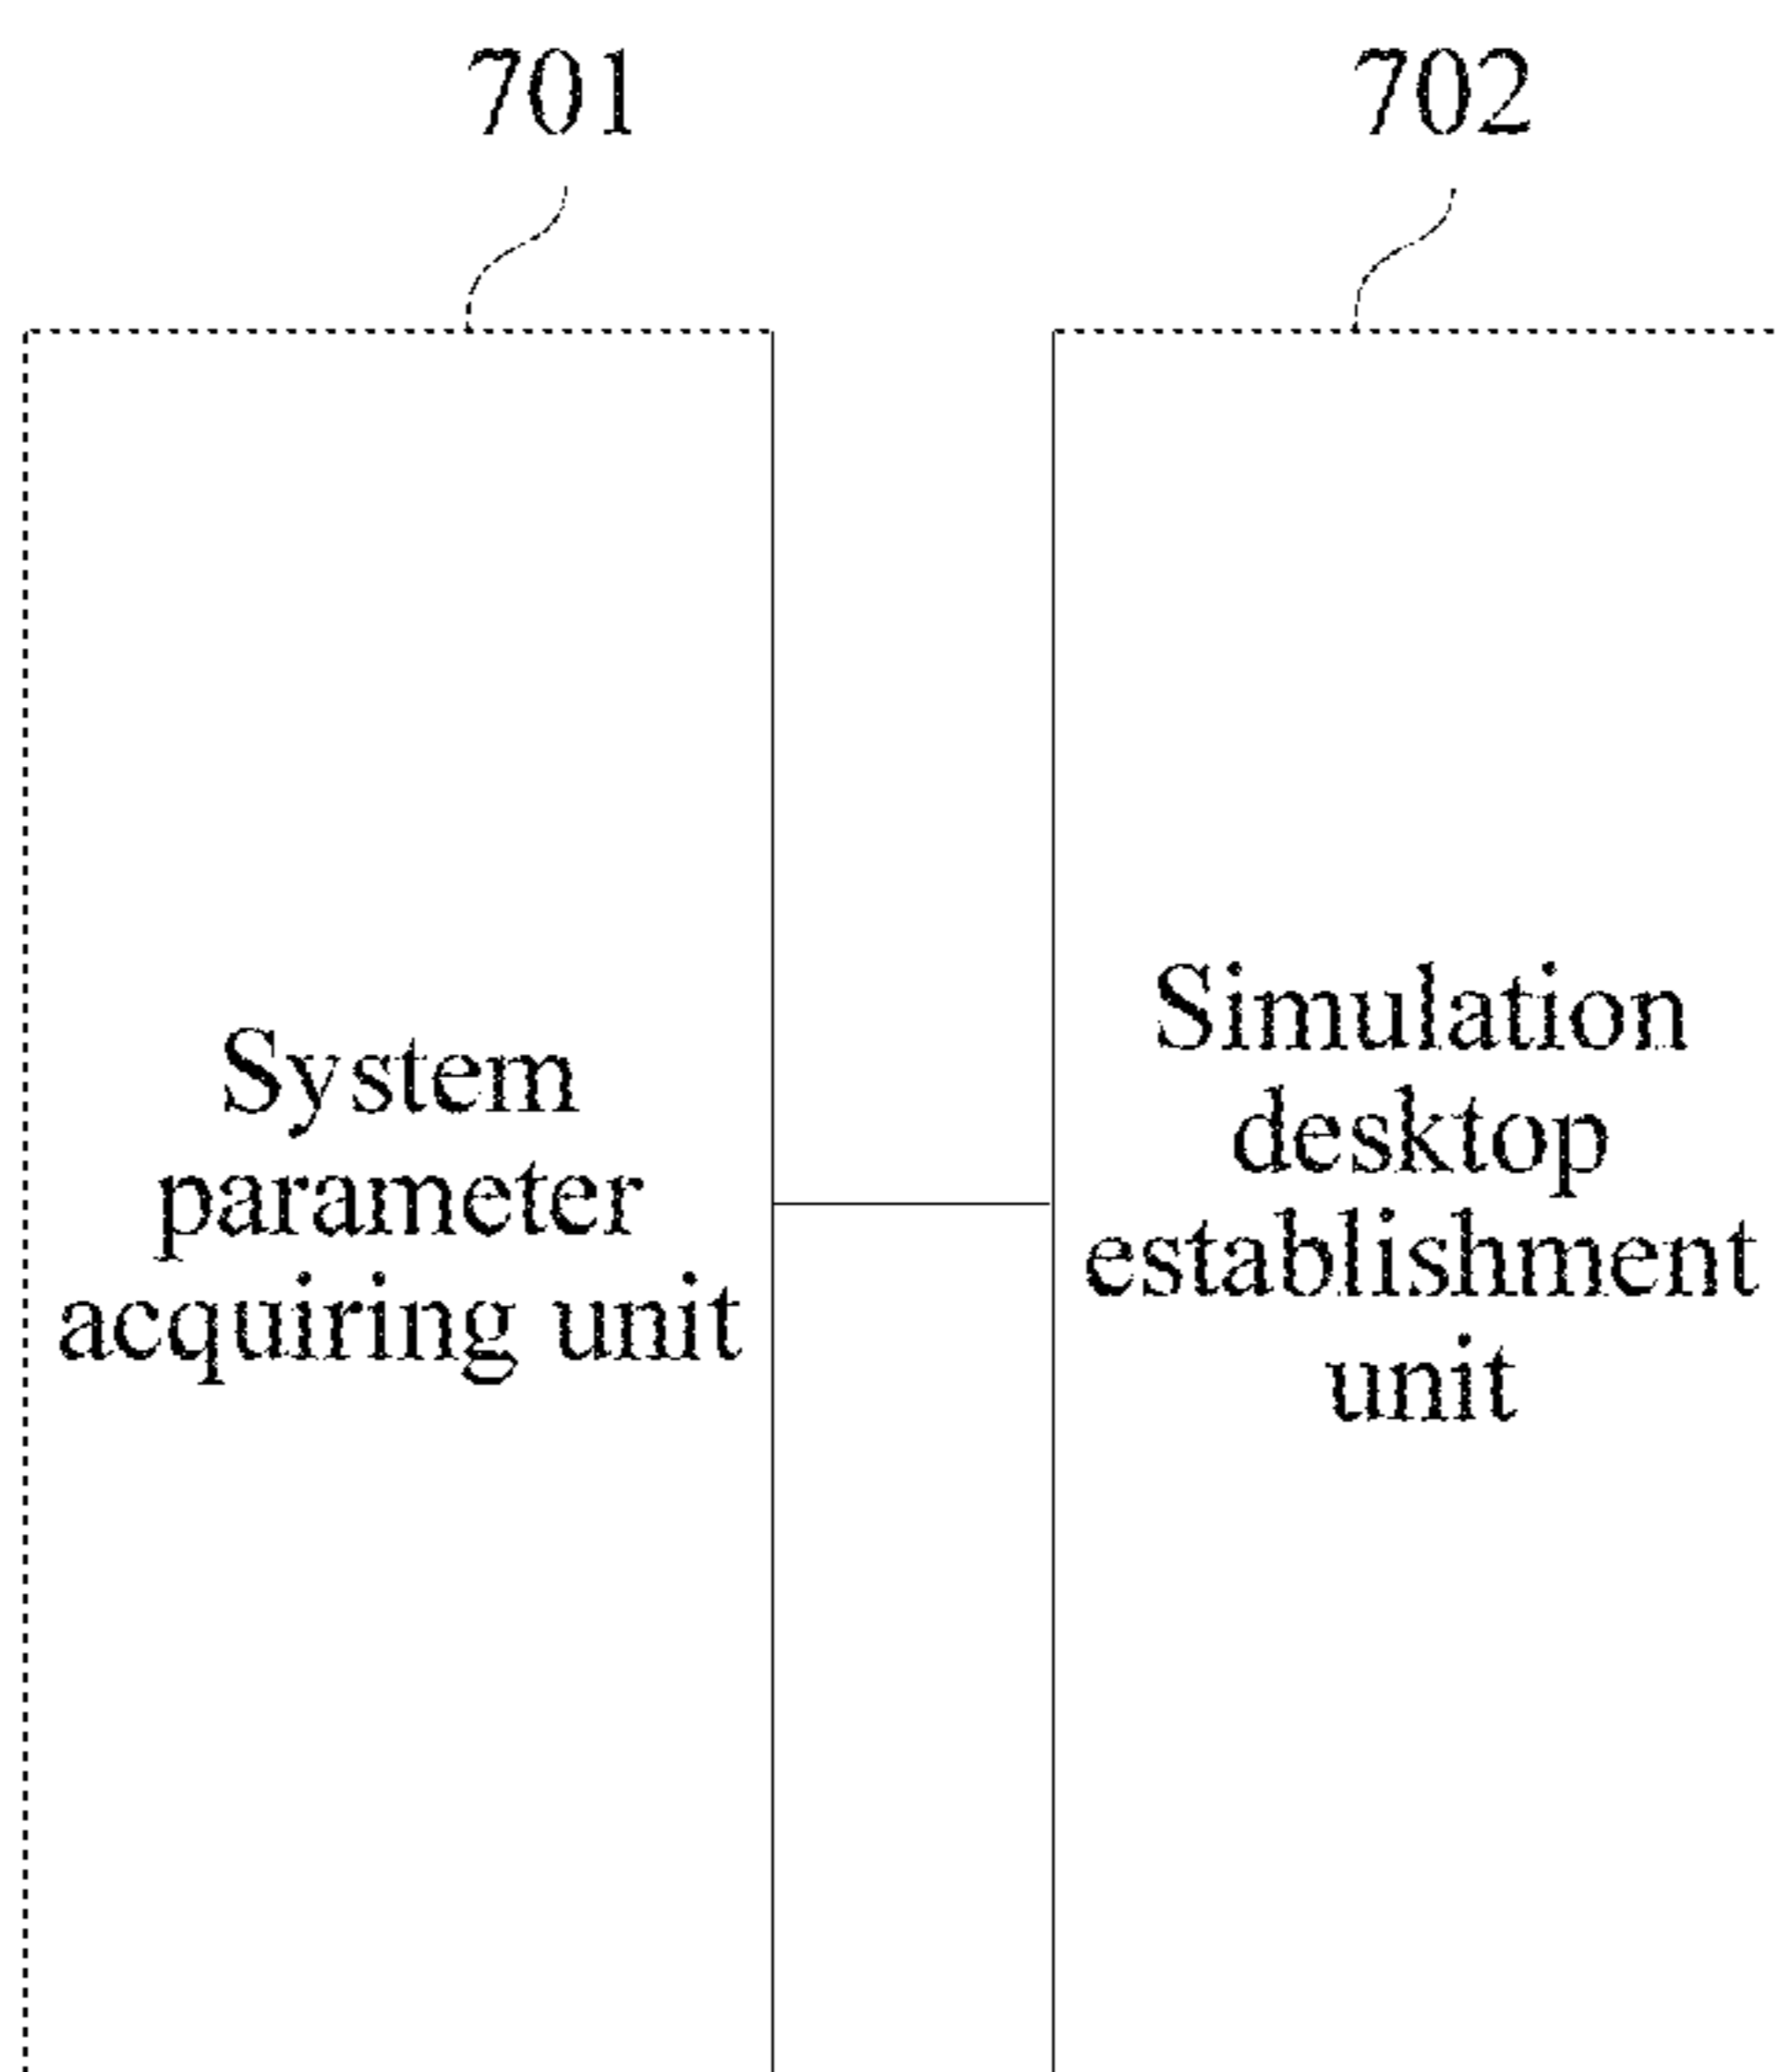 701
702
System
parameter
acquiring unit
Simulation
desktop
establishment
unit